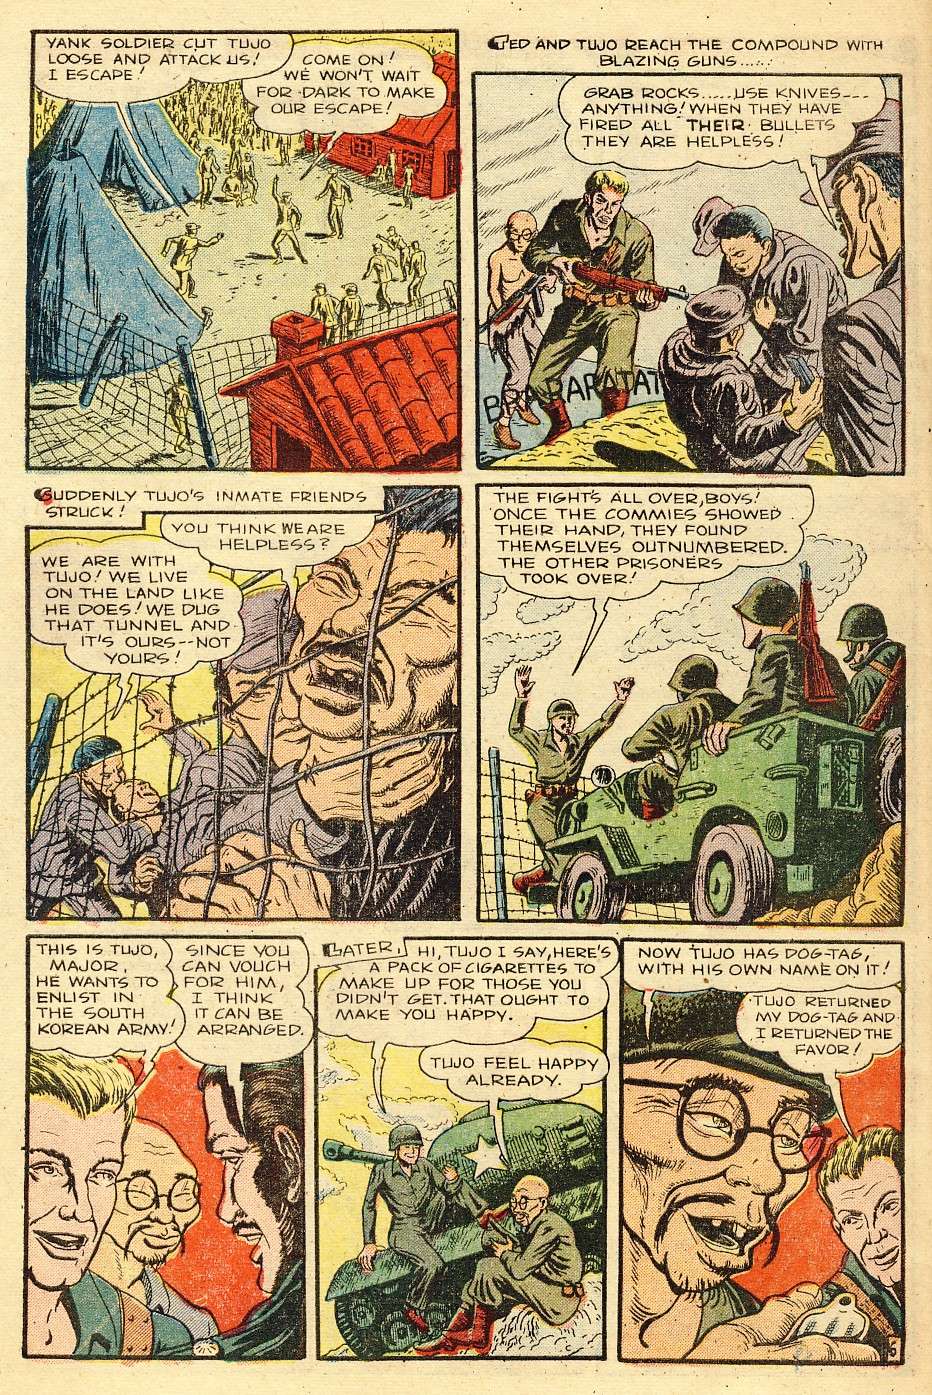 YANK SOLDIER CUT TUJO
LOOSE AND ATTACK US!
I ESCAPE!
COME ON!
WE WON'T WAIT
FOR DARK TO MAKE
OUR ESCAPE!
TED AND TUJO REACH THE COMPOUND WITH
BLAZING GUNS......
GRAB ROCKS.....USE KNIVES---
ANYTHING! WHEN THEY HAVE
FIRED ALL THEIR BULLETS
THEY ARE HELPLESS!
BRABARATAT
SUDDENLY TUJO'S INMATE FRIENDS
STRUCK!
YOU THINK WE ARE
HELPLESS?
WE ARE WITH
TUJO! WE LIVE
ON THE LAND LIKE
HE DOES! WE DUG
THAT TUNNEL AND
IT'S OURS--NOT
YOURS!
THE FIGHT'S ALL OVER, BOYS!
ONCE THE COMMIES SHOWED
THEIR HAND, THEY FOUND
THEMSELVES OUTNUMBERED.
THE OTHER PRISONERS
TOOK OVER!
THIS IS TUJO,
MAJOR.
HE WANTS TO
ENLIST IN
THE SOUTH
KOREAN ARMY!
SINCE YOU
CAN VOUCH
FOR HIM,
I THINK
IT CAN BE
ARRANGED.
LATER,
HI, TUJO I SAY, HERE'S
A PACK OF CIGARETTES TO
MAKE UP FOR THOSE YOU
DIDN'T GET. THAT OUGHT TO
MAKE YOU HAPPY.
TUJO FEEL HAPPY
ALREADY.
NOW TUJO HAS DOG-TAG,
WITH HIS OWN NAME ON IT!
TUJO RETURNED
MY DOG-TAG AND
I RETURNED THE
FAVOR!